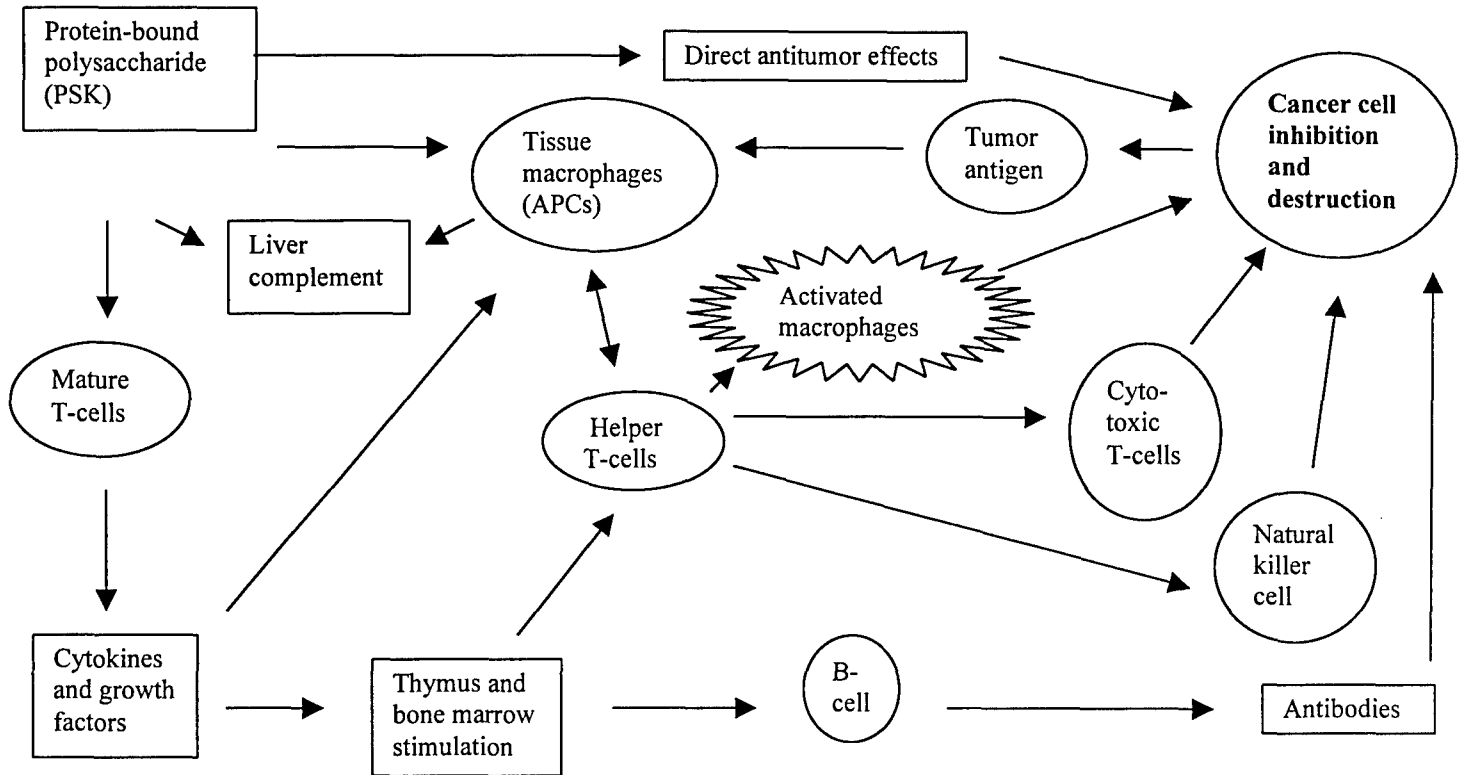 Protein-bound
polysaccharide
(PSK)
Direct antitumor effects
Cancer cell
inhibition
and
destruction
Tissue
macrophages
(APCs)
Tumor
antigen
Liver
complement
Activated
macrophages
Mature
T-cells
Helper
T-cells
Cyto-
toxic
T-cells
Natural
killer
cell
Cytokines
and growth
factors
Thymus and
bone marrow
stimulation
B-
cell
Antibodies